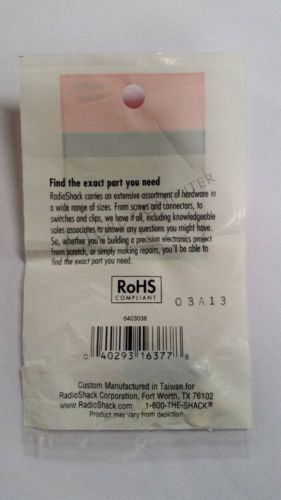 Find the exact part you need
RadioShack carries an extensive assortment of hardware in
a wide range of sizes. From screws and connectors, to
switches and clips, we have it all, including knowledgeable
sales associates to answer any questions you might have.
So, whether you're building a precision electronics project
from scratch, or simply making repairs, you'll be able to
find the exact part you need.
RoHS
COMPLIANT
03A13
6403038
0 40293 16377 8
Custom Manufactured in Taiwan for
RadioShack Corporation, Fort Worth, TX 76102
www.RadioShack.com 1-800-THE-SHACK®
Product may vary from depiction.